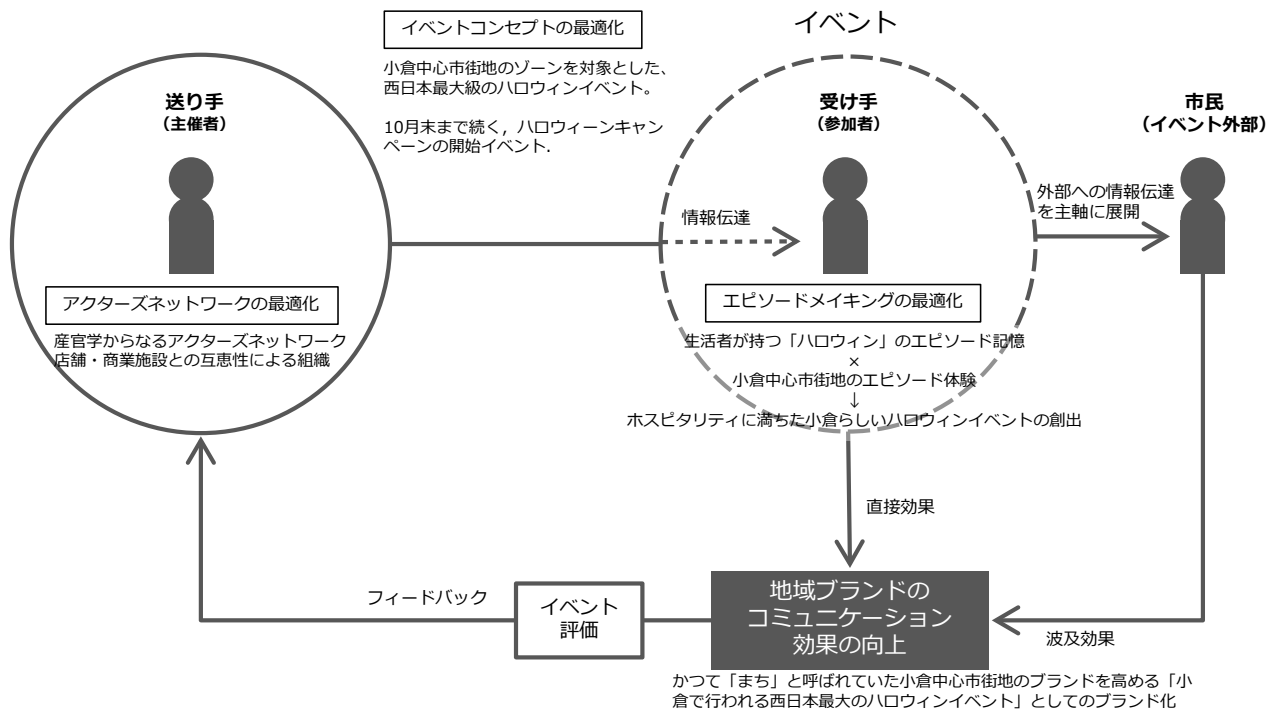 イベントコンセプトの最適化
小倉中心市街地のゾーンを対象とした、
西日本最大級のハロウィンイベント。
10月末まで続く，ハロウィーンキャン
ペーンの開始イベント.
イベント
送り手
（主催者）
受け手
（参加者）
市民
（イベント外部）
情報伝達
外部への情報伝達
を主軸に展開
アクターズネットワークの最適化
産官学からなるアクターズネットワーク
店舗・商業施設との互恵性による組織
エピソードメイキングの最適化
生活者が持つ「ハロウィン」のエピソード記憶
×
小倉中心市街地のエピソード体験
↓
ホスピタリティに満ちた小倉らしいハロウィンイベントの創出
直接効果
フィードバック
イベント
評価
地域ブランドの
コミュニケーション
効果の向上
波及効果
かつて「まち」と呼ばれていた小倉中心市街地のブランドを高める「小
倉で行われる西日本最大のハロウィンイベント」としてのブランド化